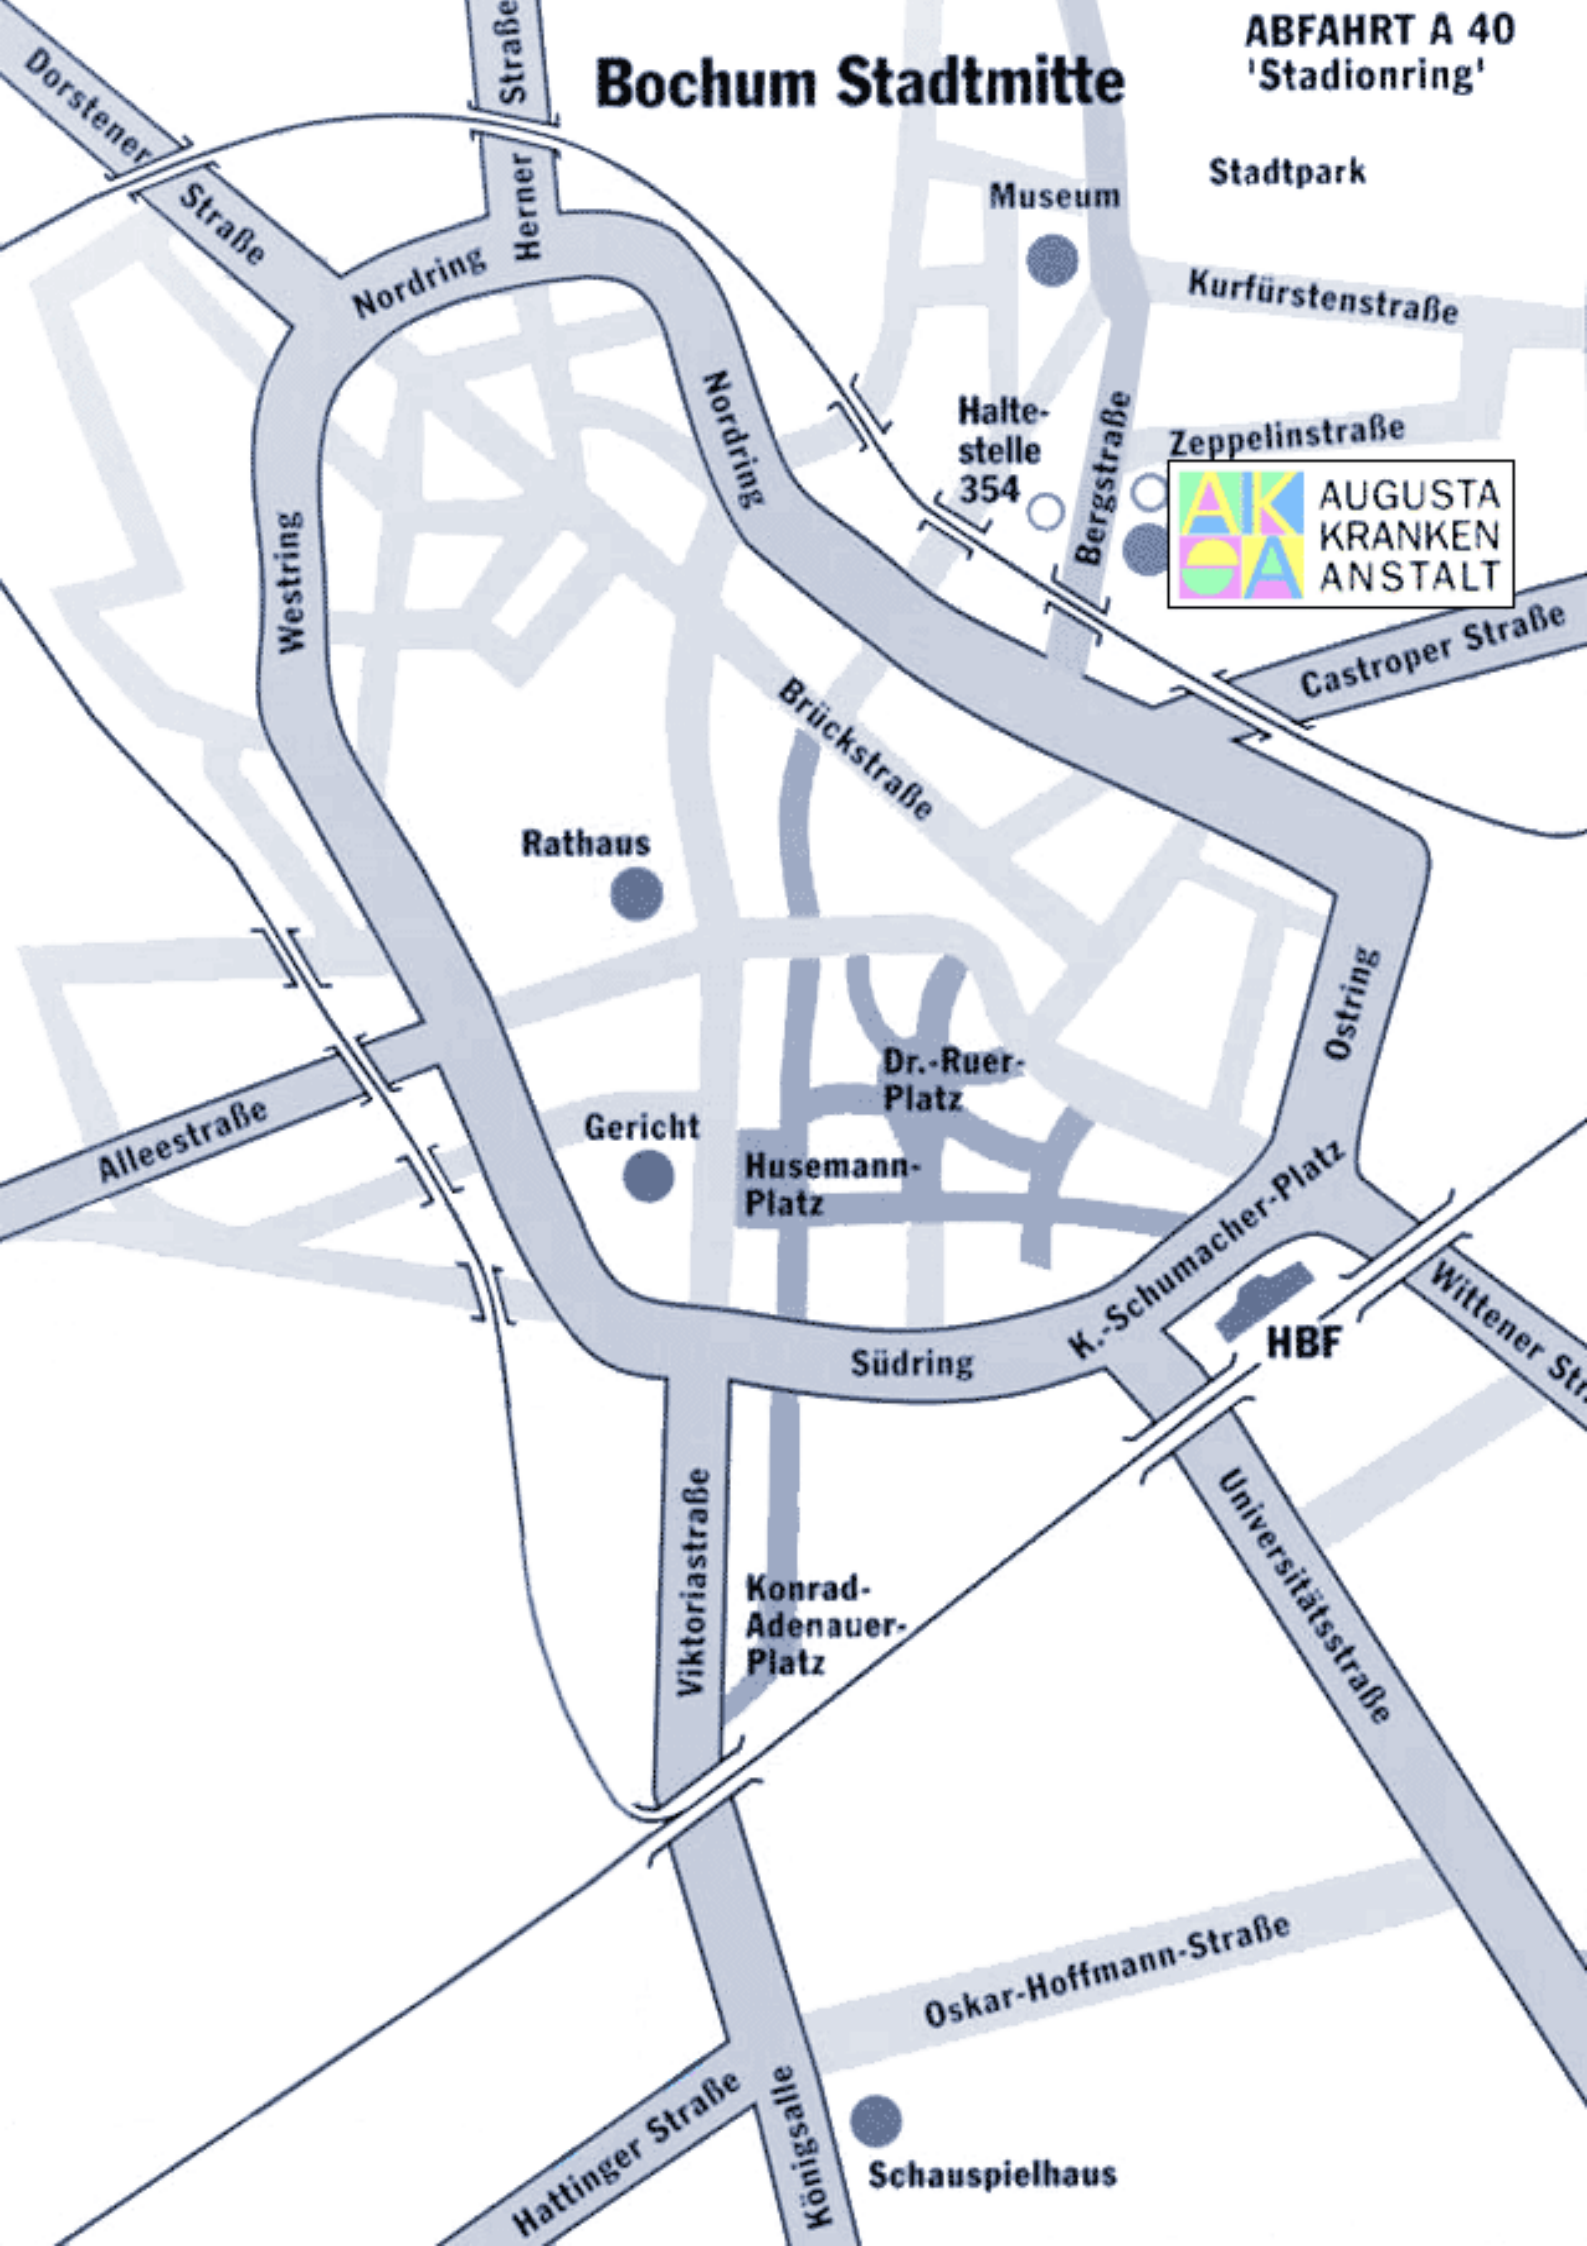 Straße
Bochum Stadtmitte
ABFAHRT A 40
'Stadionring'
Dorstener
Straße
Herner
Stadtpark
Museum
Nordring
Kurfürstenstraße
Nordring
Halte-
stelle
354
Bergstraße
Zeppelinstraße
AK
A
AUGUSTA
KRANKEN
ANSTALT
Westring
Castroper Straße
Brückstraße
Rathaus
Ostring
Dr.-Ruer-
Platz
Alleestraße
Gericht
Husemann-
Platz
K.-Schumacher-Platz
Wittener Str
HBF
Südring
Universitätsstraße
Viktoriastraße
Konrad-
Adenauer-
Platz
Oskar-Hoffmann-Straße
Hattinger Straße
Königsalle
Schauspielhaus